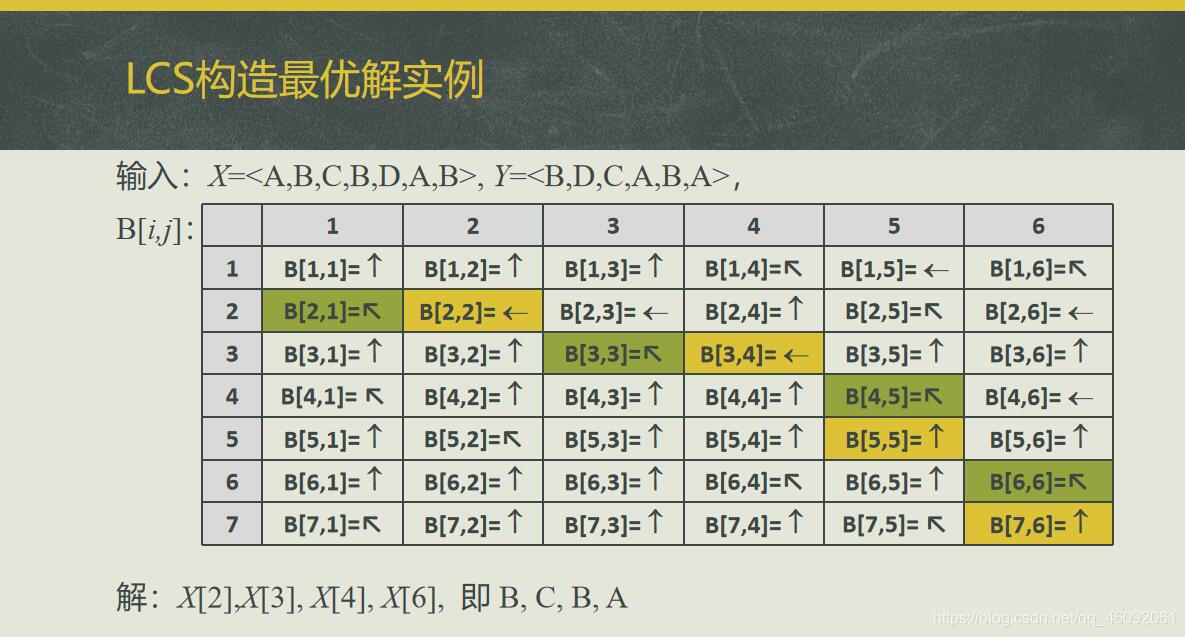 LCS构造最优解实例
输入：X=<A,B,C,B,D,A,B>, Y=<B,D,C,A,B,A>,
B[i,j]:
1 2 3 4 5 6
1 B[1,1]=↑ B[1,2]=↑ B[1,3]=↑ B[1,4]=↖ B[1,5]=← B[1,6]=↖
2 B[2,1]=↖ B[2,2]=← B[2,3]=← B[2,4]=↑ B[2,5]=↖ B[2,6]=←
3 B[3,1]=↑ B[3,2]=↑ B[3,3]=↖ B[3,4]=← B[3,5]=↑ B[3,6]=↑
4 B[4,1]=↖ B[4,2]=↑ B[4,3]=↑ B[4,4]=↑ B[4,5]=↖ B[4,6]=←
5 B[5,1]=↑ B[5,2]=↖ B[5,3]=↑ B[5,4]=↑ B[5,5]=↑ B[5,6]=↑
6 B[6,1]=↑ B[6,2]=↑ B[6,3]=↑ B[6,4]=↖ B[6,5]=↑ B[6,6]=↖
7 B[7,1]=↖ B[7,2]=↑ B[7,3]=↑ B[7,4]=↑ B[7,5]=↖ B[7,6]=↑
解：X[2],X[3], X[4], X[6], 即 B, C, B, A
https://blog.csdn.net/qq_46092061